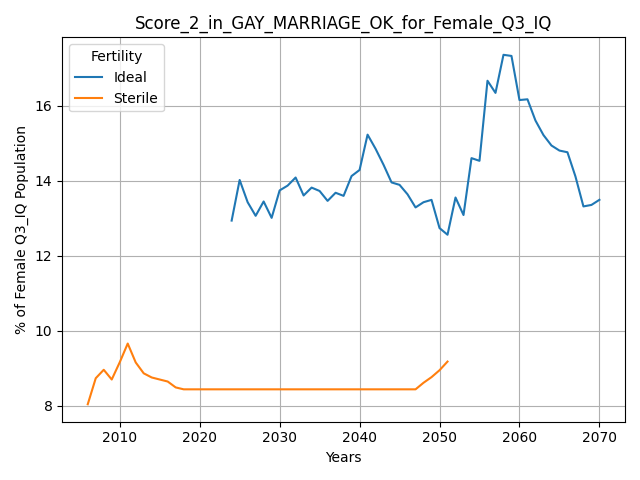 Score_2_in_GAY_MARRIAGE_OK_for_Female_Q3_IQ
Fertility
Ideal
Sterile
% of Female Q3_IQ Population
16
14
12
10
8
2010 2020 2030 2040 2050 2060 2070
Years